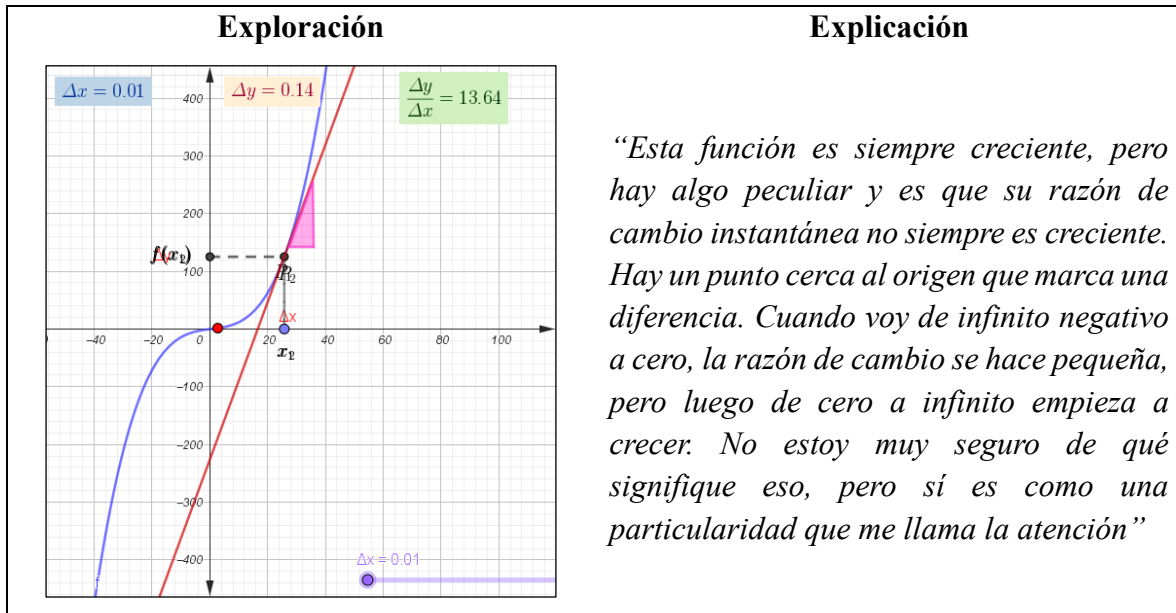 Exploración
Explicación
Δx = 0.01
Δy = 0.14
Δy/Δx = 13.64
400
300
200
100
−40
−20
0
20
40
60
80
100
−100
−200
−300
−400
Δx
Δx = 0.01
“Esta función es siempre creciente, pero
hay algo peculiar y es que su razón de
cambio instantánea no siempre es creciente.
Hay un punto cerca al origen que marca una
diferencia. Cuando voy de infinito negativo
a cero, la razón de cambio se hace pequeña,
pero luego de cero a infinito empieza a
crecer. No estoy muy seguro de qué
signifique eso, pero sí es como una
particularidad que me llama la atención”